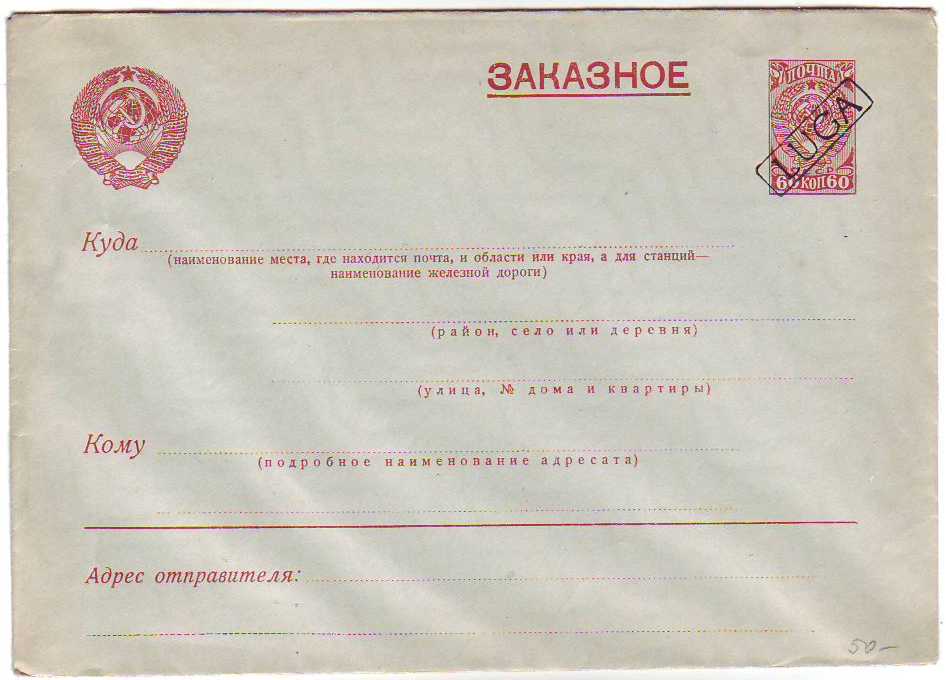 ЗАКАЗНОЕ
ПОЧТА
LUGA
60 КОП 60
Куда
(наименование места, где находится почта, и области или края, а для станций—
наименование железной дороги)
(район, село или деревня)
(улица, № дома и квартиры)
Кому
(подробное наименование адресата)
Адрес отправителя:
50-